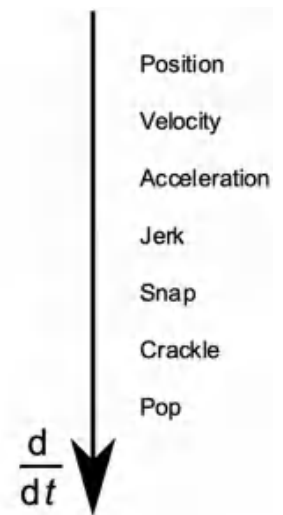 Position
Velocity
Acceleration
Jerk
Snap
Crackle
Pop
d
dt